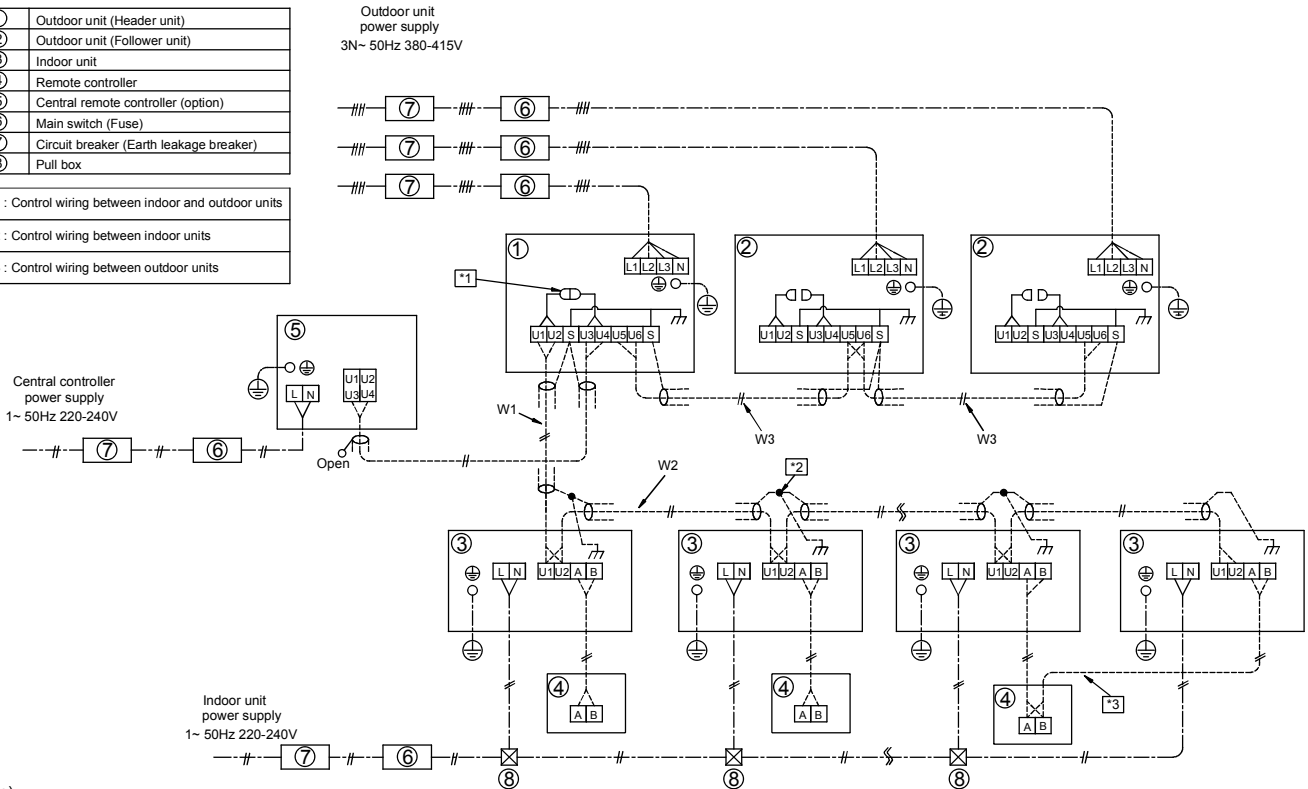 Outdoor unit (Header unit)
Outdoor unit (Follower unit)
Indoor unit
Remote controller
Central remote controller (option)
Main switch (Fuse)
Circuit breaker (Earth leakage breaker)
Pull box
: Control wiring between indoor and outdoor units
: Control wiring between indoor units
: Control wiring between outdoor units
Outdoor unit
power supply
3N~ 50Hz 380-415V
⑦ ⑥
⑦ ⑥
⑦ ⑥
① ② ②
L1 L2 L3 N
L1 L2 L3 N
L1 L2 L3 N
*1
U1 U2 S U3 U4 U5 U6 S
U1 U2 S U3 U4 U5 U6 S
U1 U2 S U3 U4 U5 U6 S
⑤
L N
U1 U2
U3 U4
Central controller
power supply
1~ 50Hz 220-240V
⑦ ⑥
Open
W1
W3
W3
W2
*2
③ ③ ③ ③
L N U1 U2 A B
L N U1 U2 A B
L N U1 U2 A B
L N U1 U2 A B
④ ④ ④
A B
A B
A B
*3
Indoor unit
power supply
1~ 50Hz 220-240V
⑦ ⑥
⑧ ⑧ ⑧